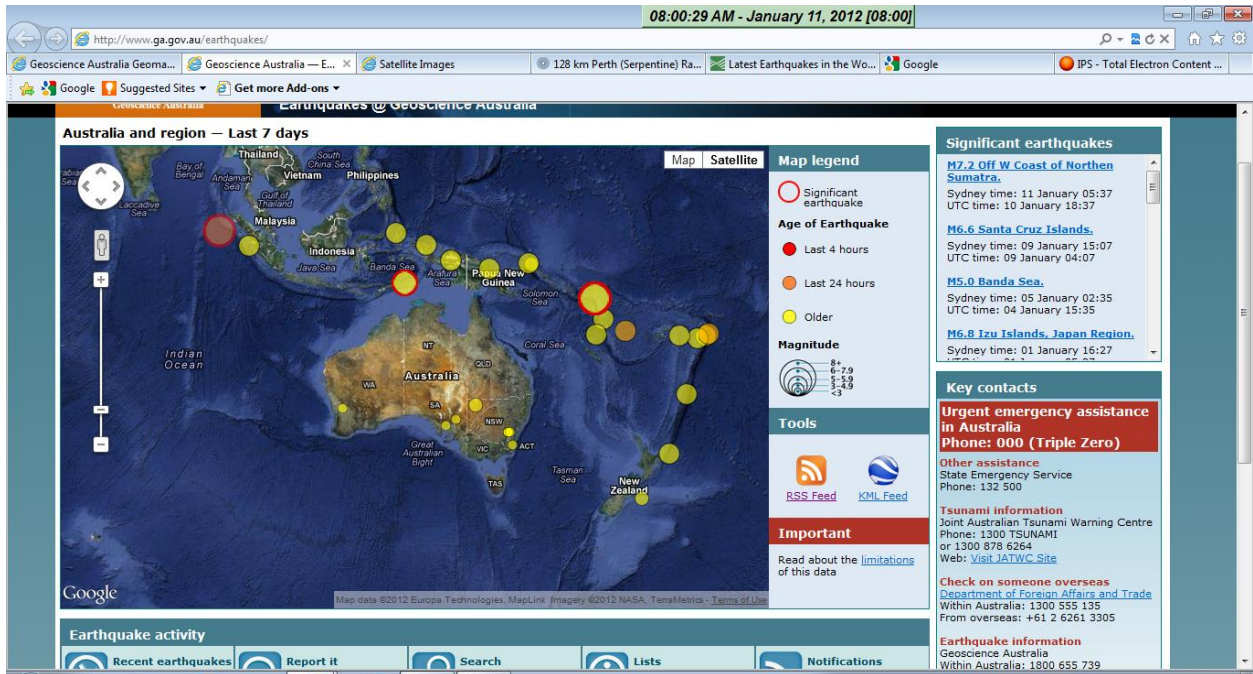 08:00:29 AM - January 11, 2012 [08:00]
http://www.ga.gov.au/earthquakes/
Geoscience Australia Geoma...
Geoscience Australia — E...
Satellite Images
128 km Perth (Serpentine) Ra...
Latest Earthquakes in the Wo...
Google
IPS - Total Electron Content ...
Google
Suggested Sites
Get more Add-ons
Geoscience Australia
Earthquakes @ Geoscience Australia
Australia and region — Last 7 days
Map
Satellite
Thailand
South
China Sea
Bay of
Bengal
Andaman
Sea
Vietnam
Philippines
Gulf of
Thailand
Laccadive
Sea
Malaysia
Indonesia
Java Sea
Banda Sea
Arafura
Sea
Papua New
Guinea
Solomon
Sea
Coral Sea
Indian
Ocean
NT
QLD
WA
Australia
SA
NSW
Great
Australian
Bight
VIC
ACT
TAS
Tasman
Sea
New
Zealand
Google
Map data ©2012 Europa Technologies, MapLink Imagery ©2012 NASA, TerraMetrics - Terms of Use
Map legend
Significant
earthquake
Age of Earthquake
Last 4 hours
Last 24 hours
Older
Magnitude
8+
6-7.9
5-5.9
3-4.9
<3
Tools
RSS Feed
KML Feed
Important
Read about the limitations
of this data
Significant earthquakes
M7.2 Off W Coast of Northen
Sumatra.
Sydney time: 11 January 05:37
UTC time: 10 January 18:37
M6.6 Santa Cruz Islands.
Sydney time: 09 January 15:07
UTC time: 09 January 04:07
M5.0 Banda Sea.
Sydney time: 05 January 02:35
UTC time: 04 January 15:35
M6.8 Izu Islands, Japan Region.
Sydney time: 01 January 16:27
Key contacts
Urgent emergency assistance
in Australia
Phone: 000 (Triple Zero)
Other assistance
State Emergency Service
Phone: 132 500
Tsunami information
Joint Australian Tsunami Warning Centre
Phone: 1300 TSUNAMI
or 1300 878 6264
Web: Visit JATWC Site
Check on someone overseas
Department of Foreign Affairs and Trade
Within Australia: 1300 555 135
From overseas: +61 2 6261 3305
Earthquake information
Geoscience Australia
Within Australia: 1800 655 739
Earthquake activity
Recent earthquakes
Report it
Search
Lists
Notifications